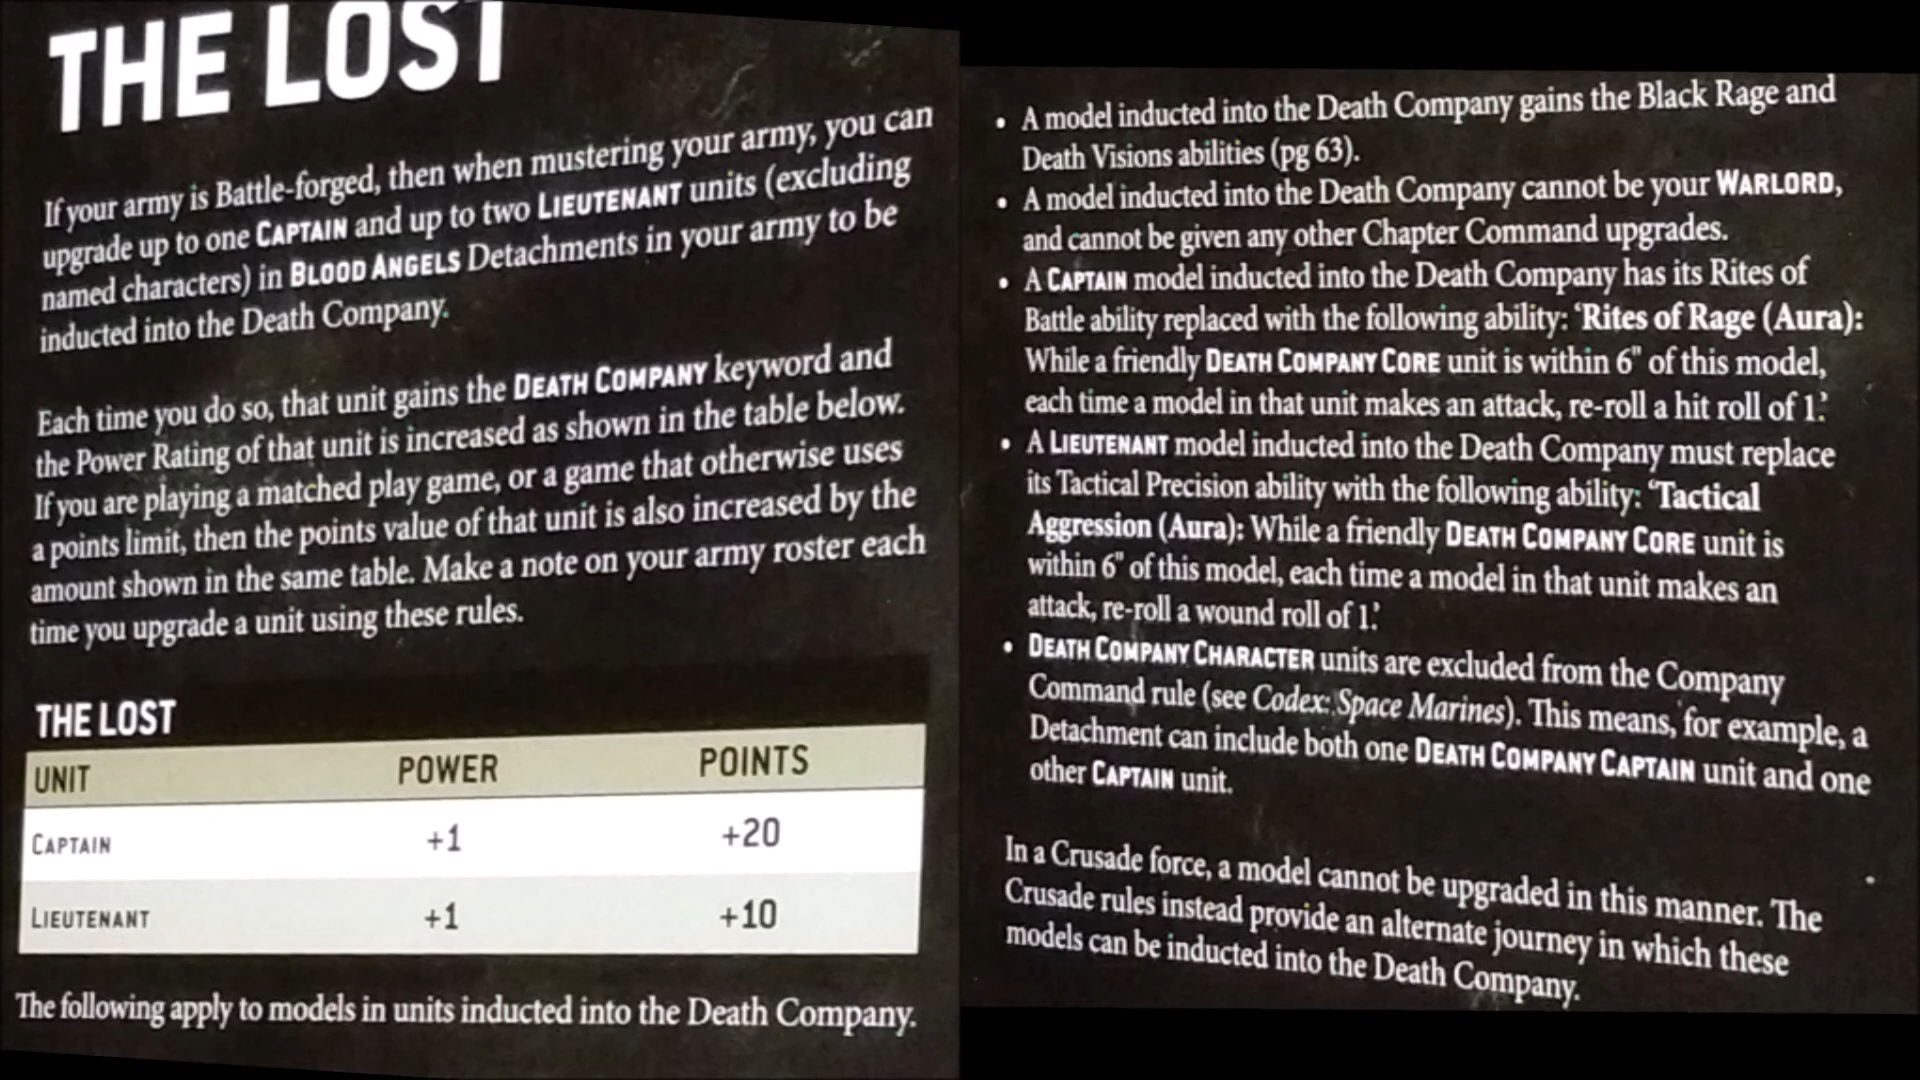 THE LOST
If your army is Battle-forged, then when mustering your army, you can
upgrade up to one CAPTAIN and up to two LIEUTENANT units (excluding
named characters) in BLOOD ANGELS Detachments in your army to be
inducted into the Death Company.
Each time you do so, that unit gains the DEATH COMPANY keyword and
the Power Rating of that unit is increased as shown in the table below.
If you are playing a matched play game, or a game that otherwise uses
a points limit, then the points value of that unit is also increased by the
amount shown in the same table. Make a note on your army roster each
time you upgrade a unit using these rules.
THE LOST
UNIT POWER POINTS
CAPTAIN +1 +20
LIEUTENANT +1 +10
The following apply to models in units inducted into the Death Company.
• A model inducted into the Death Company gains the Black Rage and
Death Visions abilities (pg 63).
• A model inducted into the Death Company cannot be your WARLORD,
and cannot be given any other Chapter Command upgrades.
• A CAPTAIN model inducted into the Death Company has its Rites of
Battle ability replaced with the following ability: ‘Rites of Rage (Aura):
While a friendly DEATH COMPANY CORE unit is within 6" of this model,
each time a model in that unit makes an attack, re-roll a hit roll of 1.’
• A LIEUTENANT model inducted into the Death Company must replace
its Tactical Precision ability with the following ability: ‘Tactical
Aggression (Aura): While a friendly DEATH COMPANY CORE unit is
within 6" of this model, each time a model in that unit makes an
attack, re-roll a wound roll of 1.’
• DEATH COMPANY CHARACTER units are excluded from the Company
Command rule (see Codex: Space Marines). This means, for example, a
Detachment can include both one DEATH COMPANY CAPTAIN unit and one
other CAPTAIN unit.
In a Crusade force, a model cannot be upgraded in this manner. The
Crusade rules instead provide an alternate journey in which these
models can be inducted into the Death Company.